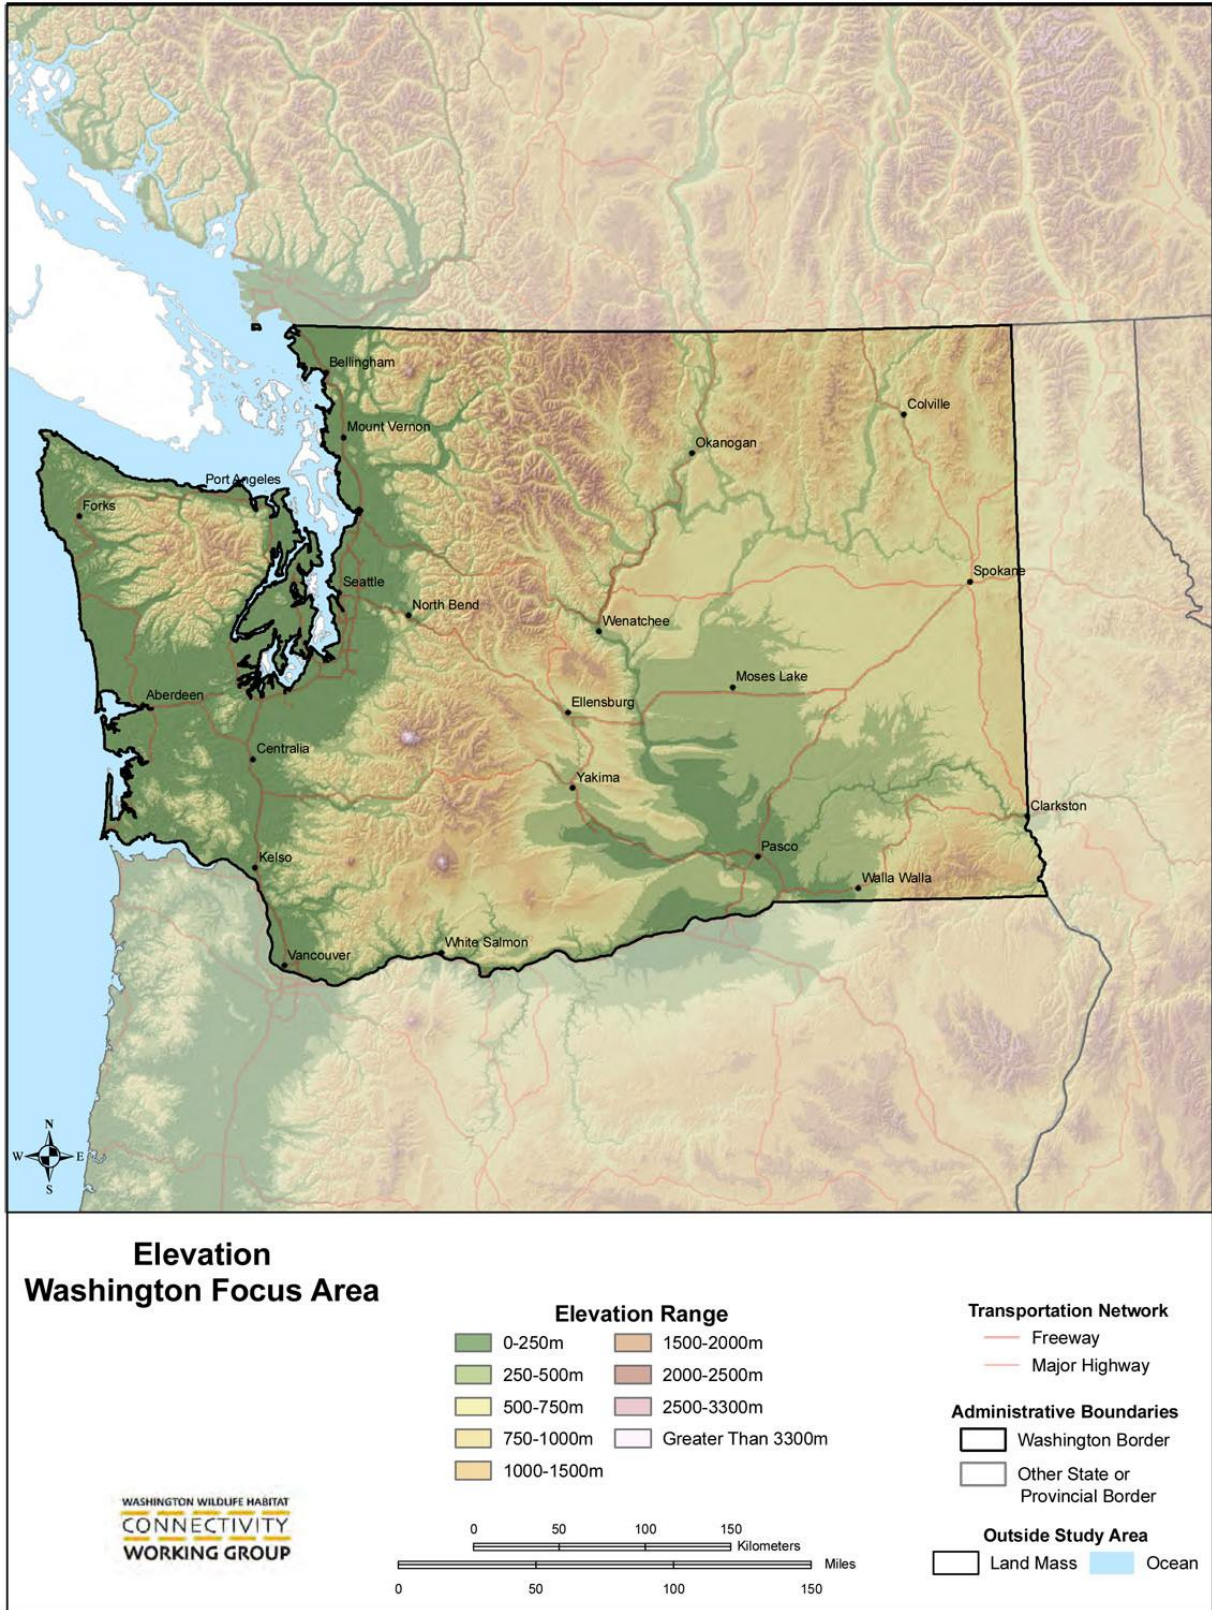 Bellingham
Colville
Mount Vernon
Okanogan
Port Angeles
Forks
Spokane
Seattle
North Bend
Wenatchee
Moses Lake
Aberdeen
Ellensburg
Centralia
Yakima
Clarkston
Pasco
Kelso
Walla Walla
White Salmon
Vancouver
N
W E
S
Elevation
Washington Focus Area
Elevation Range
0-250m
250-500m
500-750m
750-1000m
1000-1500m
1500-2000m
2000-2500m
2500-3300m
Greater Than 3300m
Transportation Network
Freeway
Major Highway
Administrative Boundaries
Washington Border
Other State or
Provincial Border
Outside Study Area
Land Mass
Ocean
WASHINGTON WILDLIFE HABITAT
CONNECTIVITY
WORKING GROUP
0 50 100 150
Kilometers
Miles
0 50 100 150